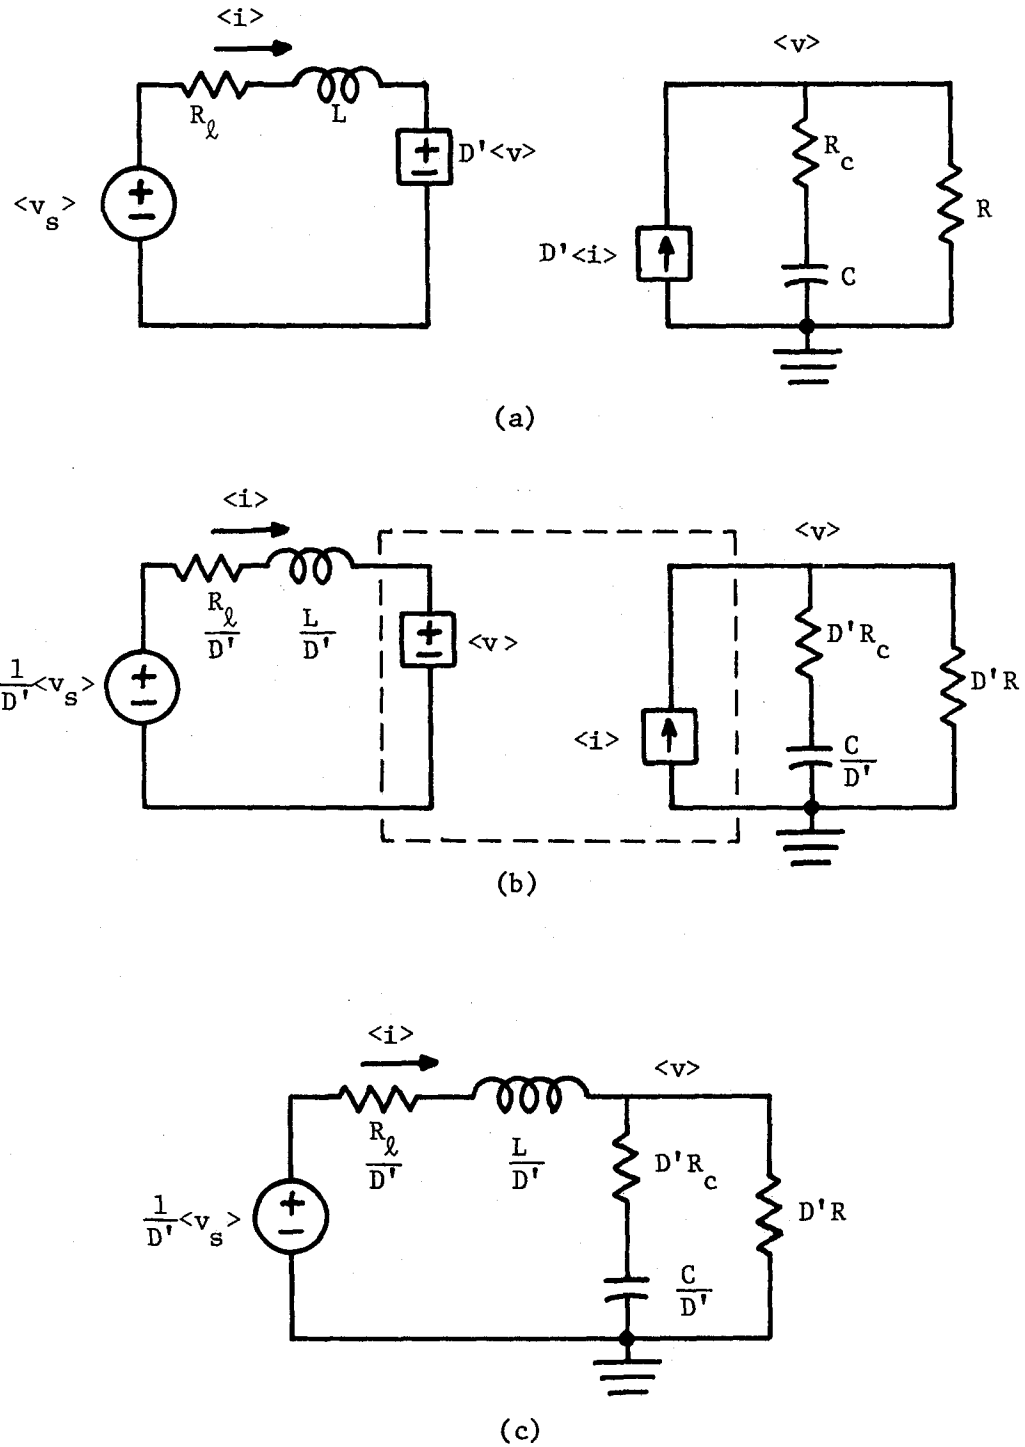 <i>
<v>
R_ℓ
L
D'<v>
R_c
<v_s>
R
D'<i>
C
(a)
<i>
<v>
R_ℓ/D'
L/D'
<v>
D'R_c
1/D'<v_s>
D'R
<i>
C/D'
(b)
<i>
<v>
R_ℓ/D'
L/D'
D'R_c
1/D'<v_s>
D'R
C/D'
(c)